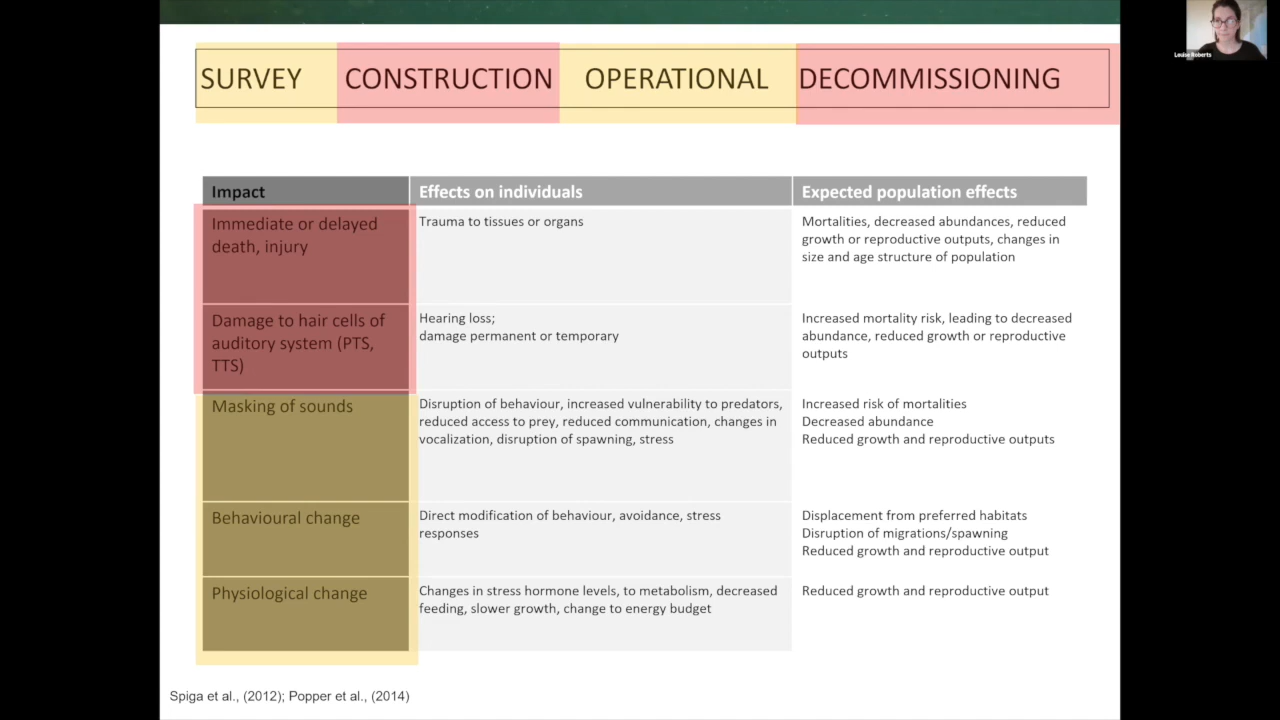 Louise Roberts
SURVEY CONSTRUCTION OPERATIONAL DECOMMISSIONING
Impact Effects on individuals Expected population effects
Immediate or delayed
death, injury
Trauma to tissues or organs
Mortalities, decreased abundances, reduced
growth or reproductive outputs, changes in
size and age structure of population
Damage to hair cells of
auditory system (PTS,
TTS)
Hearing loss;
damage permanent or temporary
Increased mortality risk, leading to decreased
abundance, reduced growth or reproductive
outputs
Masking of sounds
Disruption of behaviour, increased vulnerability to predators,
reduced access to prey, reduced communication, changes in
vocalization, disruption of spawning, stress
Increased risk of mortalities
Decreased abundance
Reduced growth and reproductive outputs
Behavioural change
Direct modification of behaviour, avoidance, stress
responses
Displacement from preferred habitats
Disruption of migrations/spawning
Reduced growth and reproductive output
Physiological change
Changes in stress hormone levels, to metabolism, decreased
feeding, slower growth, change to energy budget
Reduced growth and reproductive output
Spiga et al., (2012); Popper et al., (2014)